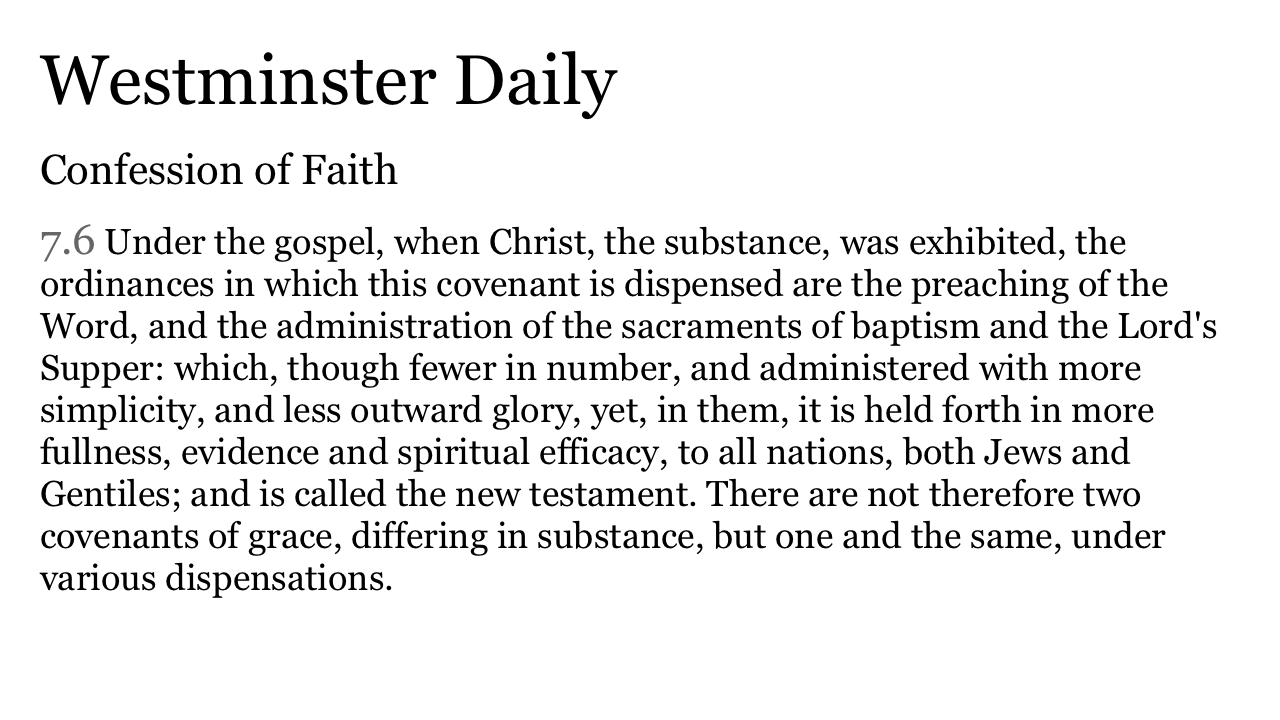 Westminster Daily
Confession of Faith
7.6 Under the gospel, when Christ, the substance, was exhibited, the
ordinances in which this covenant is dispensed are the preaching of the
Word, and the administration of the sacraments of baptism and the Lord's
Supper: which, though fewer in number, and administered with more
simplicity, and less outward glory, yet, in them, it is held forth in more
fullness, evidence and spiritual efficacy, to all nations, both Jews and
Gentiles; and is called the new testament. There are not therefore two
covenants of grace, differing in substance, but one and the same, under
various dispensations.